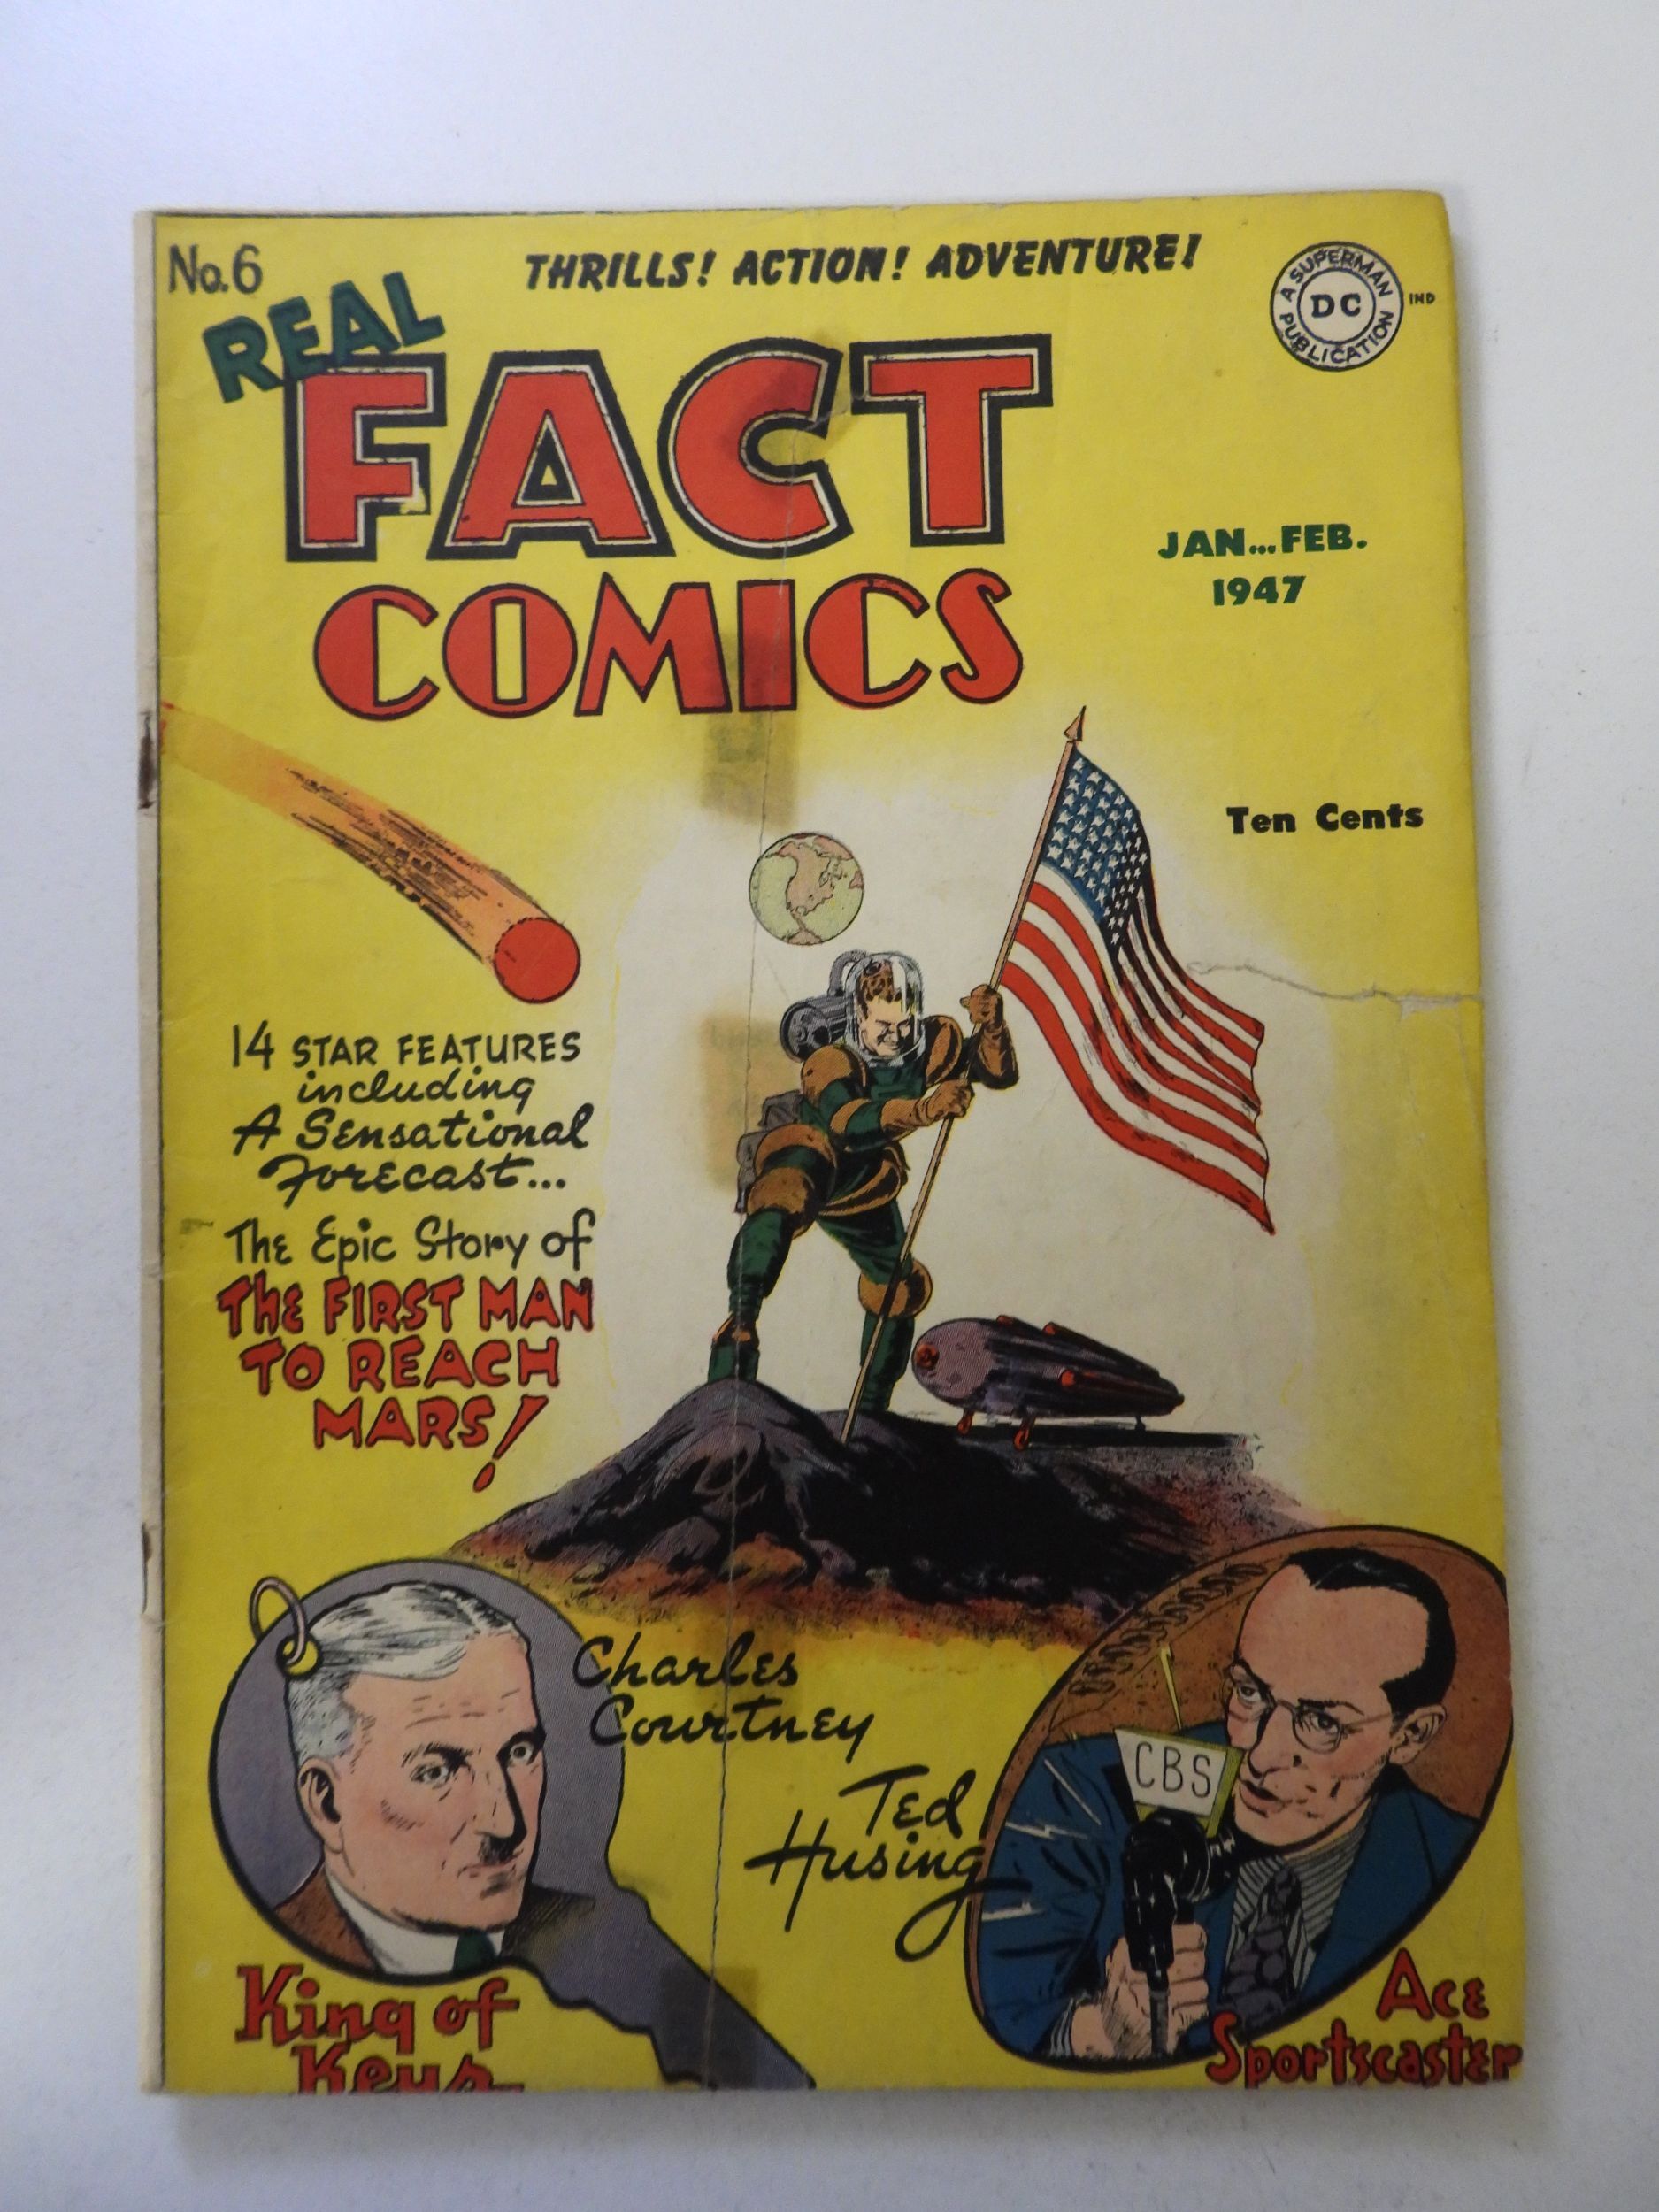 No.6
THRILLS! ACTION! ADVENTURE!
A SUPERMAN PUBLICATION
DC
IND
REAL
FACT
COMICS
JAN...FEB.
1947
Ten Cents
14 STAR FEATURES
including
A Sensational
Forecast...
The Epic Story of
THE FIRST MAN
TO REACH
MARS!
Charles
Courtney
King of
Keys
Ted
Husing
CBS
Ace
Sportscaster